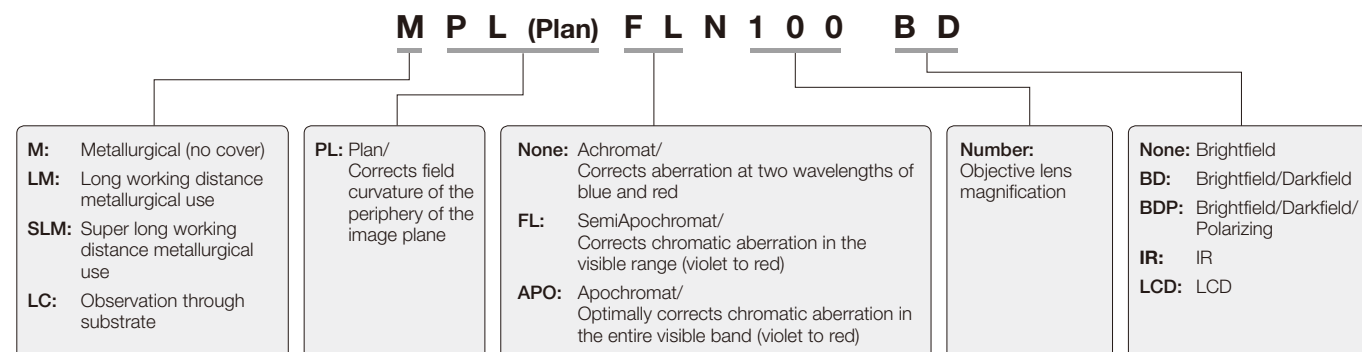 M P L (Plan) F L N 1 0 0 B D
M: Metallurgical (no cover)
LM: Long working distance
metallurgical use
SLM: Super long working
distance metallurgical
use
LC: Observation through
substrate
PL: Plan/
Corrects field
curvature of the
periphery of the
image plane
None: Achromat/
Corrects aberration at two wavelengths of
blue and red
FL: SemiApochromat/
Corrects chromatic aberration in the
visible range (violet to red)
APO: Apochromat/
Optimally corrects chromatic aberration in
the entire visible band (violet to red)
Number:
Objective lens
magnification
None: Brightfield
BD: Brightfield/Darkfield
BDP: Brightfield/Darkfield/
Polarizing
IR: IR
LCD: LCD